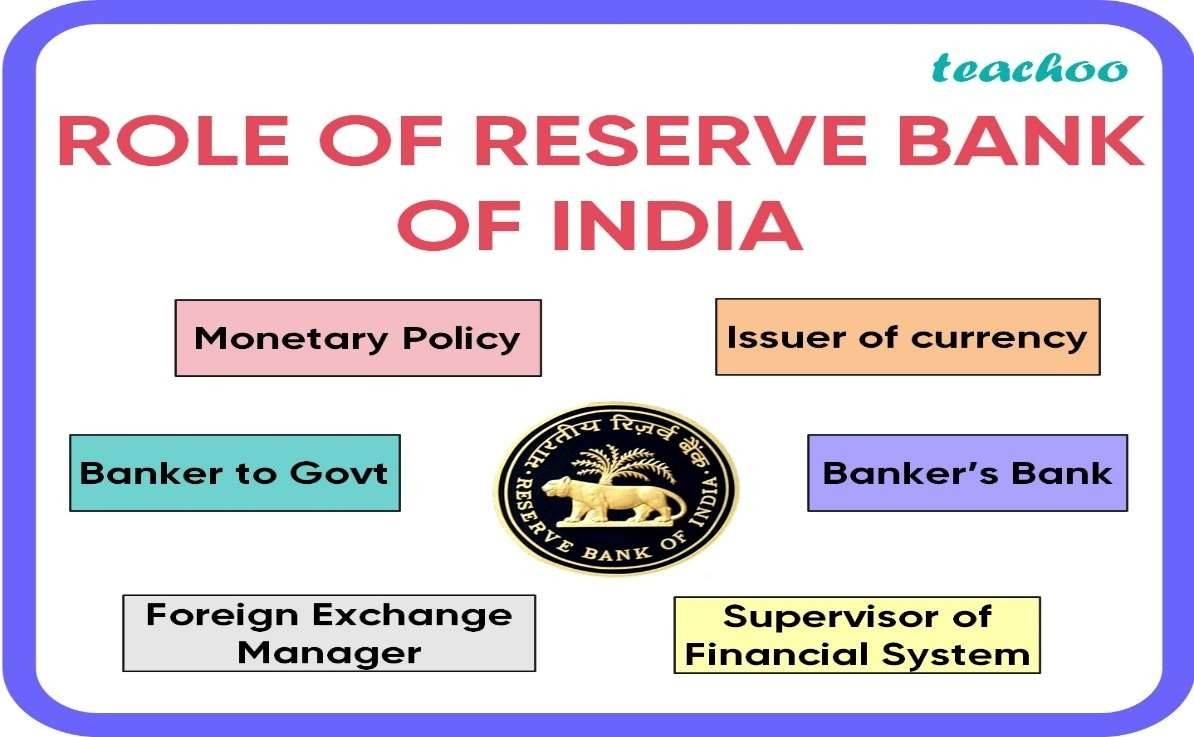 teachoo
ROLE OF RESERVE BANK
OF INDIA
Monetary Policy
Issuer of currency
Banker to Govt
भारतीय रिज़र्व बैंक
RESERVE BANK OF INDIA
Banker's Bank
Foreign Exchange
Manager
Supervisor of
Financial System